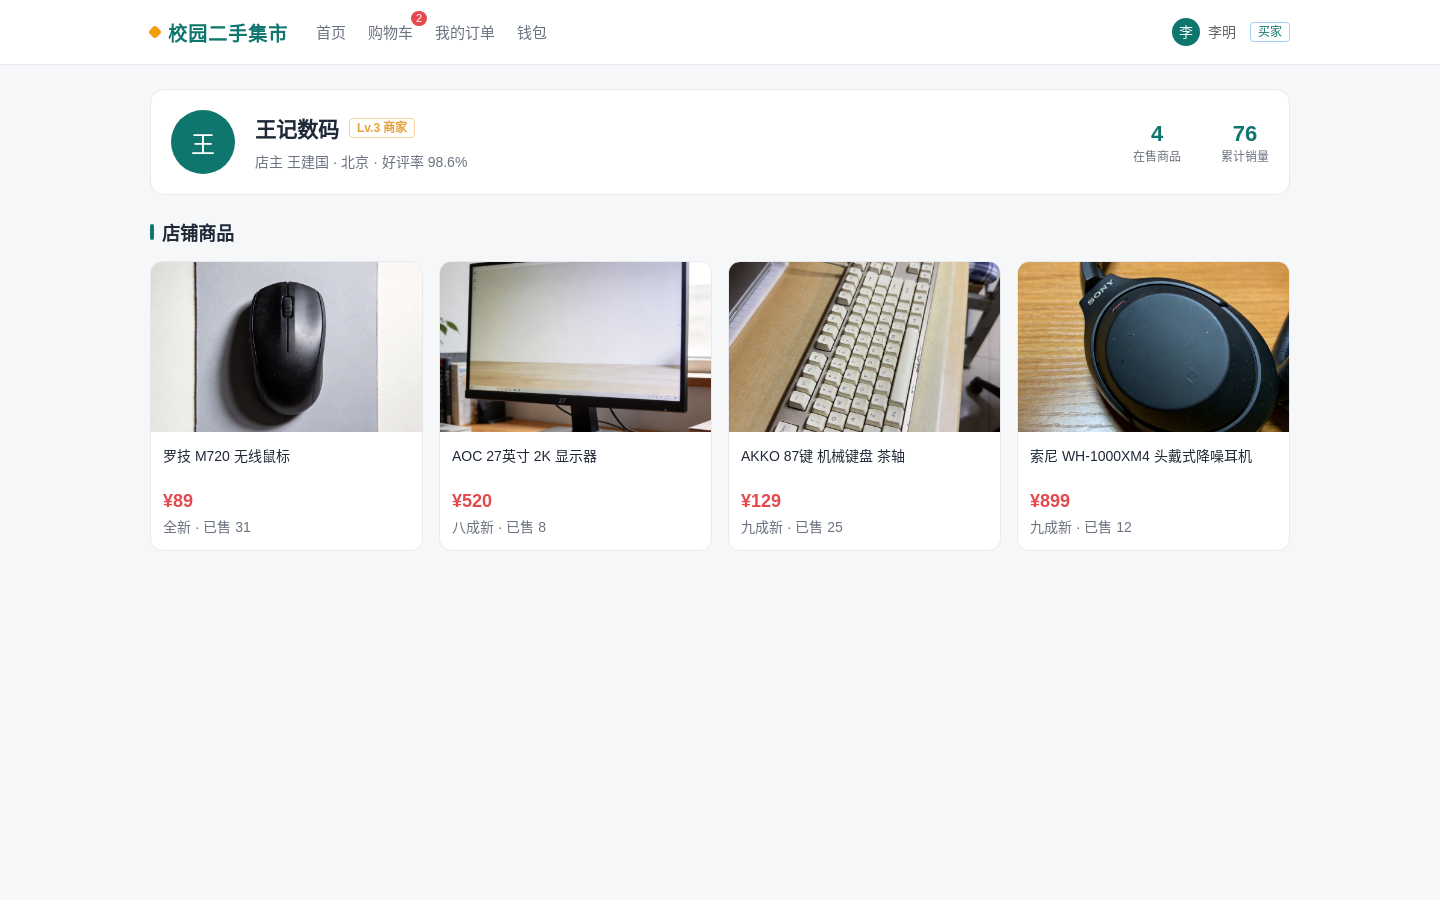 校园二手集市
首页
购物车
2
我的订单
钱包
李
李明
买家
王
王记数码
Lv.3 商家
店主 王建国 · 北京 · 好评率 98.6%
4
在售商品
76
累计销量
店铺商品
27
SONY
罗技 M720 无线鼠标
¥89
全新 · 已售 31
AOC 27英寸 2K 显示器
¥520
八成新 · 已售 8
AKKO 87键 机械键盘 茶轴
¥129
九成新 · 已售 25
索尼 WH-1000XM4 头戴式降噪耳机
¥899
九成新 · 已售 12